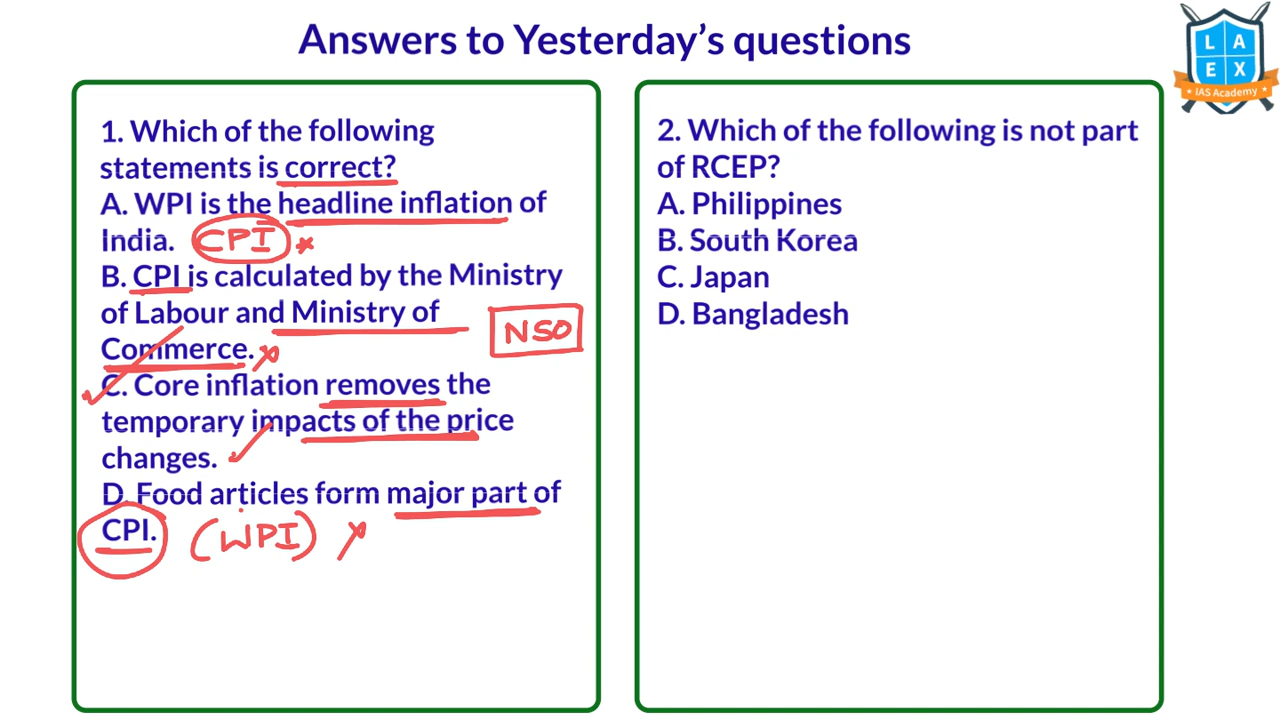 Answers to Yesterday's questions
L A
E X
IAS Academy
1. Which of the following
statements is correct?
A. WPI is the headline inflation of
India. CPI
B. CPI is calculated by the Ministry
of Labour and Ministry of
NSO
Commerce.
C. Core inflation removes the
temporary impacts of the price
changes.
D. Food articles form major part of
CPI. (WPI)
2. Which of the following is not part
of RCEP?
A. Philippines
B. South Korea
C. Japan
D. Bangladesh